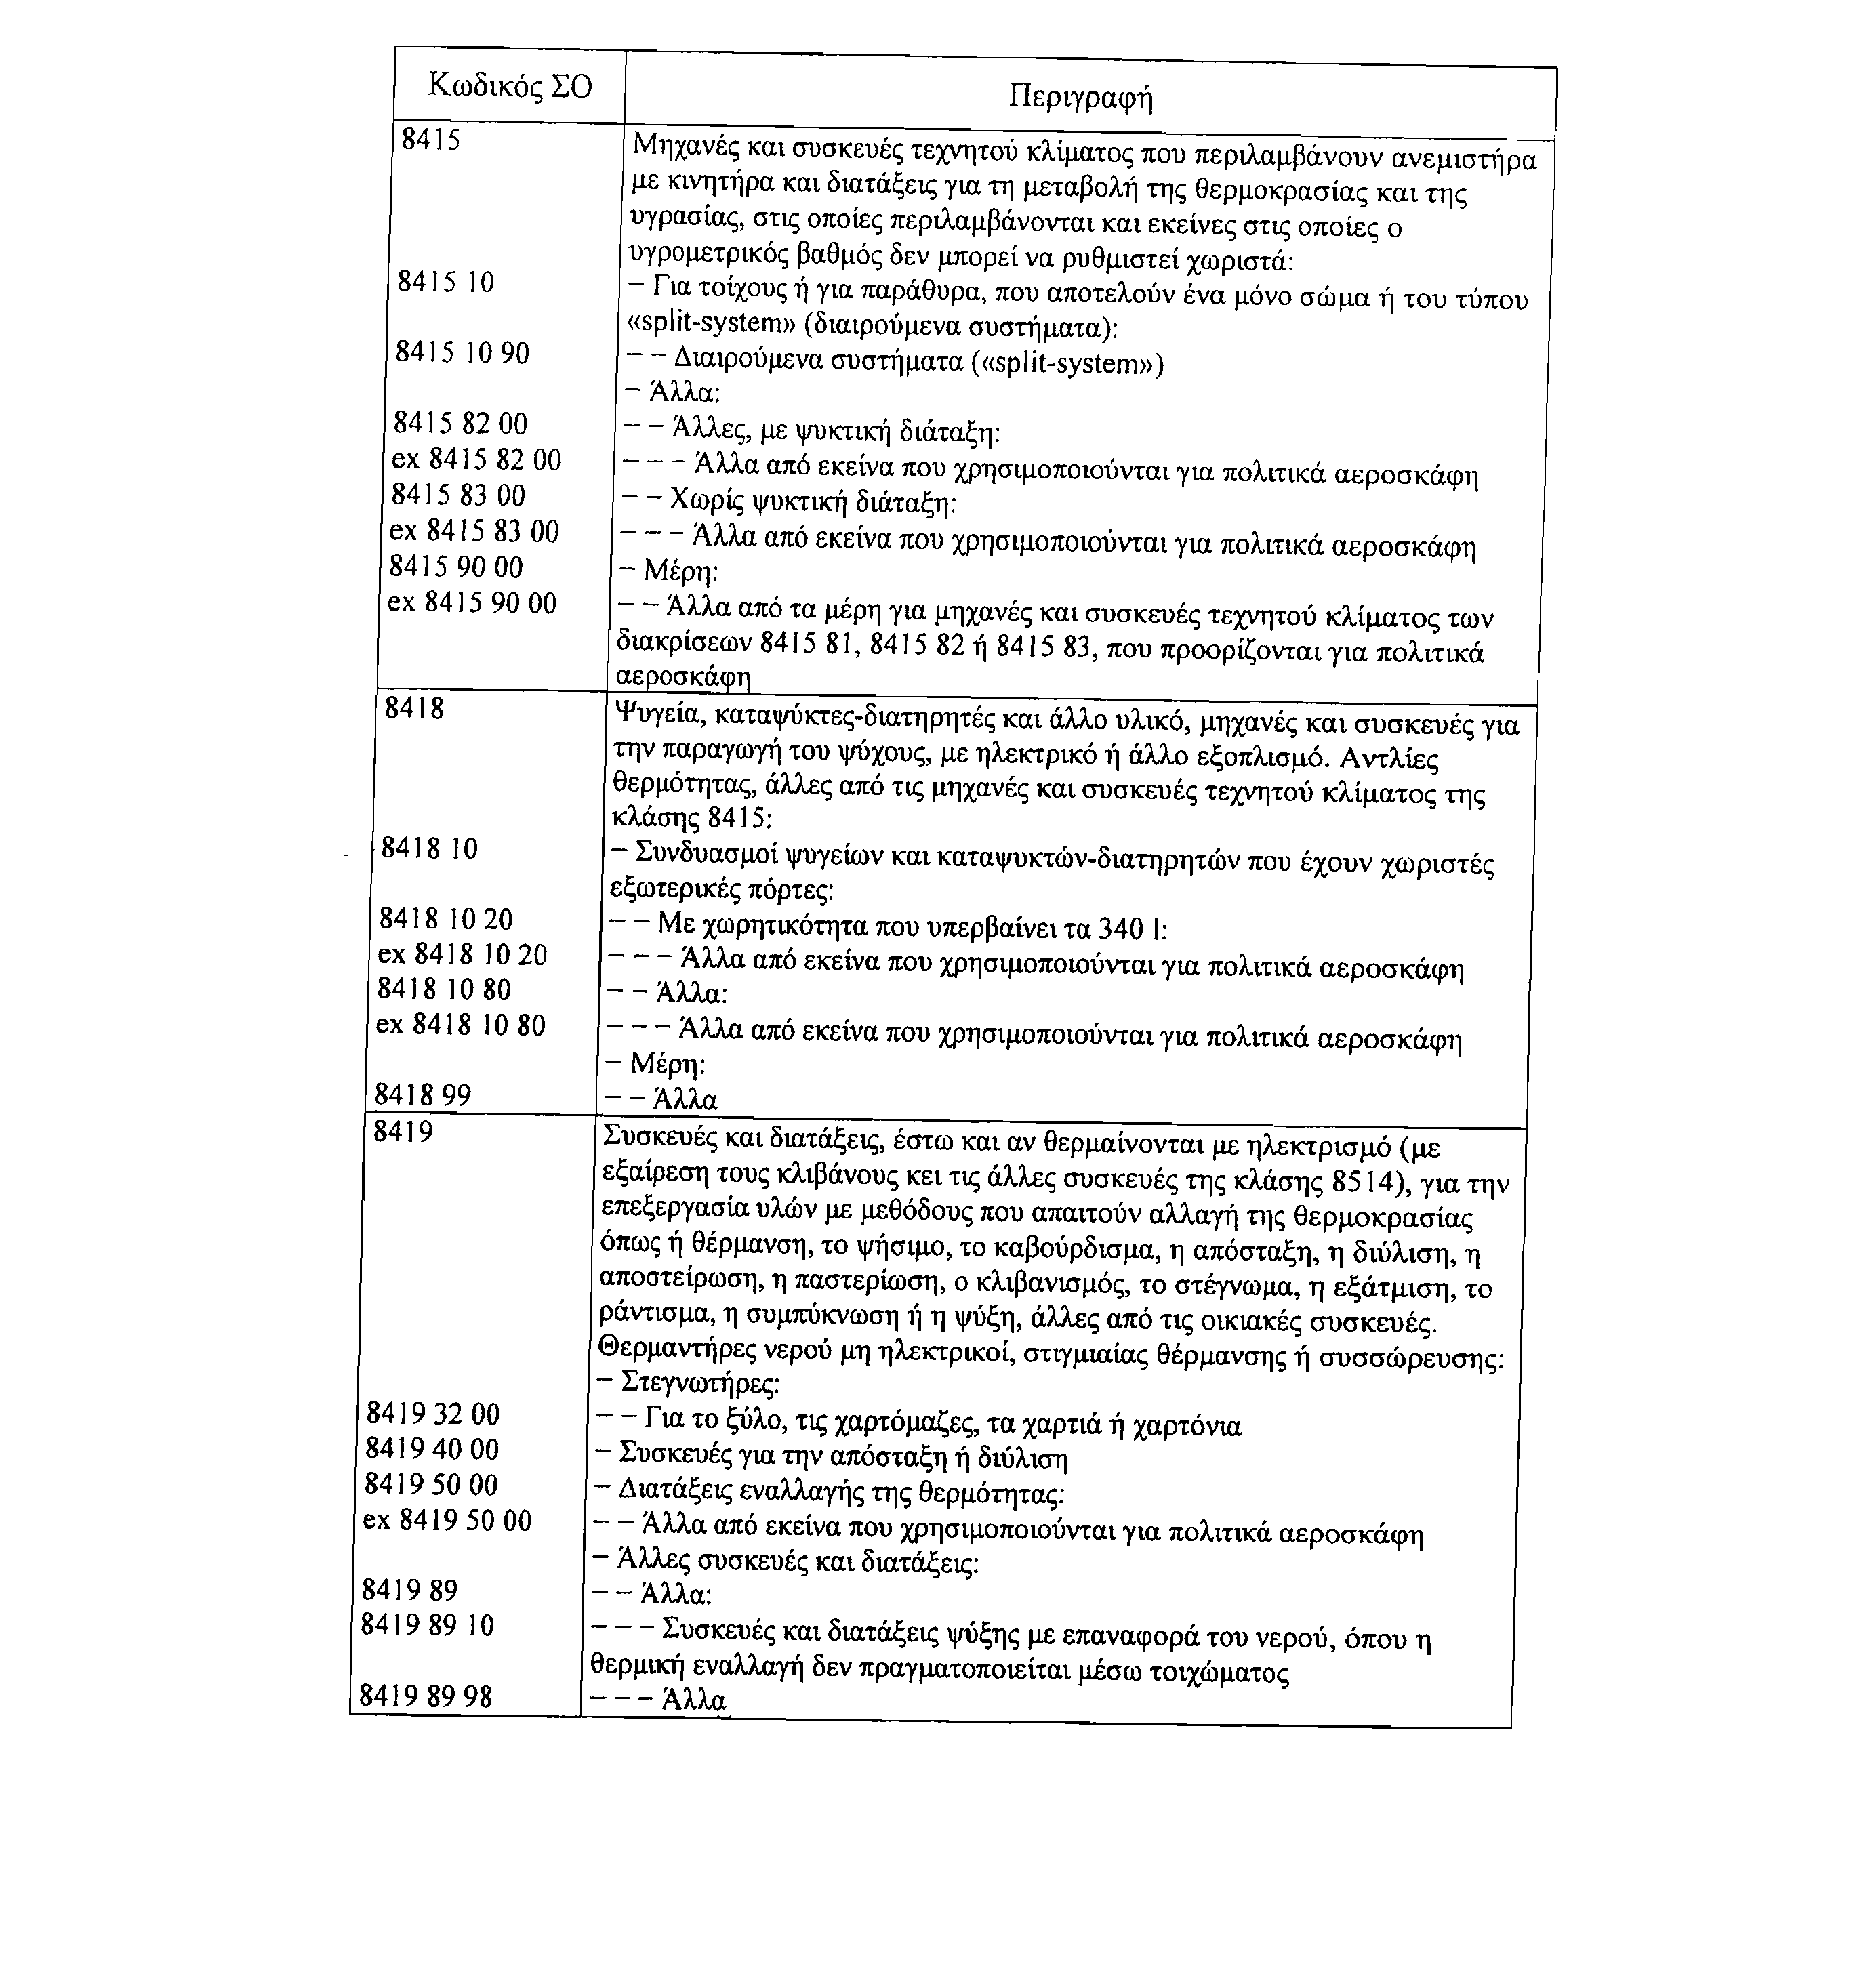 Κωδικός ΣΟ Περιγραφή
8415 Μηχανές και συσκευές τεχνητού κλίματος που περιλαμβάνουν ανεμιστήρα
με κινητήρα και διατάξεις για τη μεταβολή της θερμοκρασίας και της
υγρασίας, στις οποίες περιλαμβάνονται και εκείνες στις οποίες ο
υγρομετρικός βαθμός δεν μπορεί να ρυθμιστεί χωριστά:
8415 10 – Για τοίχους ή για παράθυρα, που αποτελούν ένα μόνο σώμα ή του τύπου
«split-system» (διαιρούμενα συστήματα):
8415 10 90 – – Διαιρούμενα συστήματα («split-system»)
– Άλλα:
8415 82 00 – – Άλλες, με ψυκτική διάταξη:
ex 8415 82 00 – – – Άλλα από εκείνα που χρησιμοποιούνται για πολιτικά αεροσκάφη
8415 83 00 – – Χωρίς ψυκτική διάταξη:
ex 8415 83 00 – – – Άλλα από εκείνα που χρησιμοποιούνται για πολιτικά αεροσκάφη
8415 90 00 – Μέρη:
ex 8415 90 00 – – Άλλα από τα μέρη για μηχανές και συσκευές τεχνητού κλίματος των
διακρίσεων 8415 81, 8415 82 ή 8415 83, που προορίζονται για πολιτικά
αεροσκάφη
8418 Ψυγεία, καταψύκτες-διατηρητές και άλλο υλικό, μηχανές και συσκευές για
την παραγωγή του ψύχους, με ηλεκτρικό ή άλλο εξοπλισμό. Αντλίες
θερμότητας, άλλες από τις μηχανές και συσκευές τεχνητού κλίματος της
κλάσης 8415:
8418 10 – Συνδυασμοί ψυγείων και καταψυκτών-διατηρητών που έχουν χωριστές
εξωτερικές πόρτες:
8418 10 20 – – Με χωρητικότητα που υπερβαίνει τα 340 l:
ex 8418 10 20 – – – Άλλα από εκείνα που χρησιμοποιούνται για πολιτικά αεροσκάφη
8418 10 80 – – Άλλα:
ex 8418 10 80 – – – Άλλα από εκείνα που χρησιμοποιούνται για πολιτικά αεροσκάφη
– Μέρη:
8418 99 – – Άλλα
8419 Συσκευές και διατάξεις, έστω και αν θερμαίνονται με ηλεκτρισμό (με
εξαίρεση τους κλιβάνους κει τις άλλες συσκευές της κλάσης 8514), για την
επεξεργασία υλών με μεθόδους που απαιτούν αλλαγή της θερμοκρασίας
όπως ή θέρμανση, το ψήσιμο, το καβούρδισμα, η απόσταξη, η διύλιση, η
αποστείρωση, η παστερίωση, ο κλιβανισμός, το στέγνωμα, η εξάτμιση, το
ράντισμα, η συμπύκνωση ή η ψύξη, άλλες από τις οικιακές συσκευές.
Θερμαντήρες νερού μη ηλεκτρικοί, στιγμιαίας θέρμανσης ή συσσώρευσης:
– Στεγνωτήρες:
8419 32 00 – – Για το ξύλο, τις χαρτόμαζες, τα χαρτιά ή χαρτόνια
8419 40 00 – Συσκευές για την απόσταξη ή διύλιση
8419 50 00 – Διατάξεις εναλλαγής της θερμότητας:
ex 8419 50 00 – – Άλλα από εκείνα που χρησιμοποιούνται για πολιτικά αεροσκάφη
– Άλλες συσκευές και διατάξεις:
8419 89 – – Άλλα:
8419 89 10 – – – Συσκευές και διατάξεις ψύξης με επαναφορά του νερού, όπου η
θερμική εναλλαγή δεν πραγματοποιείται μέσω τοιχώματος
8419 89 98 – – – Άλλα